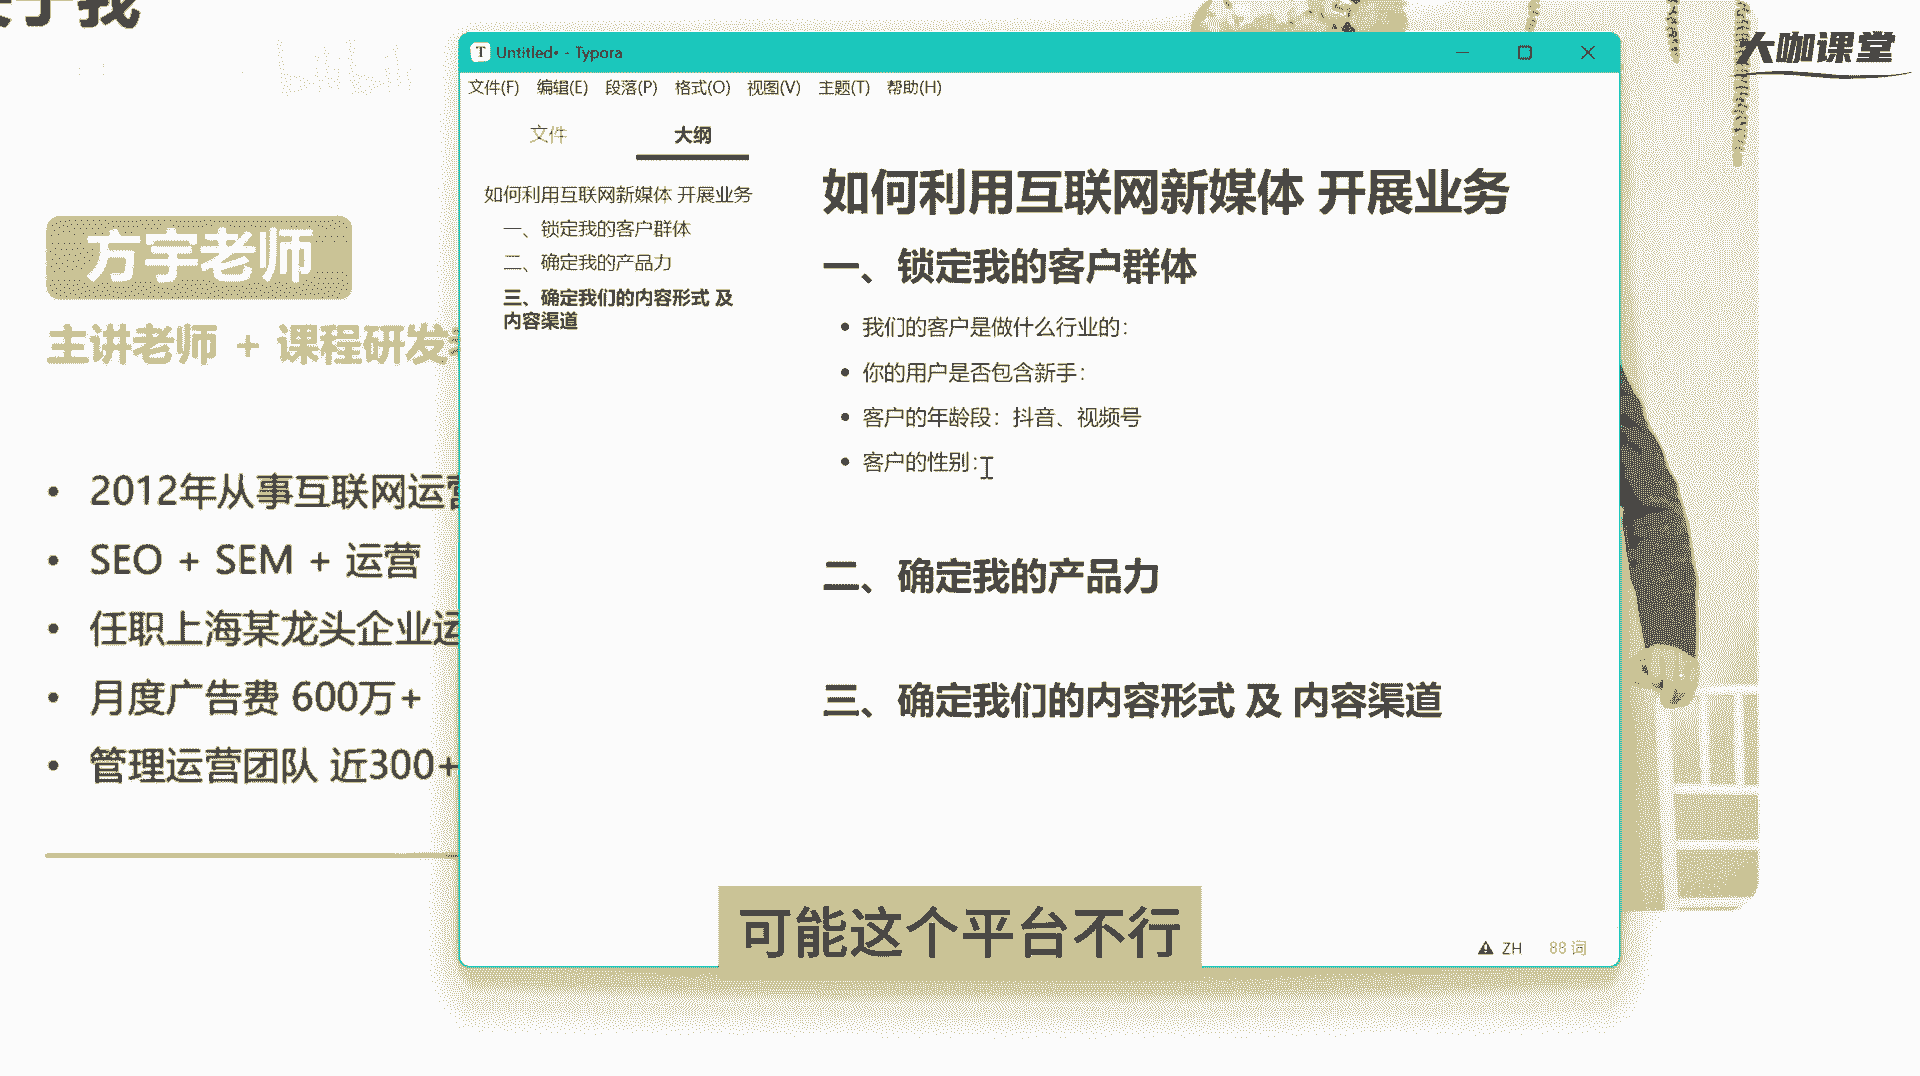 关于我
大咖课堂
方宇老师
主讲老师 + 课程研发
2012年从事互联网运营
SEO + SEM + 运营
任职上海某龙头企业运
月度广告费 600万+
管理运营团队 近300+
Untitled• - Typora
文件(F) 编辑(E) 段落(P) 格式(O) 视图(V) 主题(T) 帮助(H)
文件 大纲
如何利用互联网新媒体 开展业务
一、锁定我的客户群体
二、确定我的产品力
三、确定我们的内容形式 及
内容渠道
如何利用互联网新媒体 开展业务
一、锁定我的客户群体
我们的客户是做什么行业的：
你的用户是否包含新手：
客户的年龄段：抖音、视频号
客户的性别：
二、确定我的产品力
三、确定我们的内容形式 及 内容渠道
ZH 88 词
可能这个平台不行